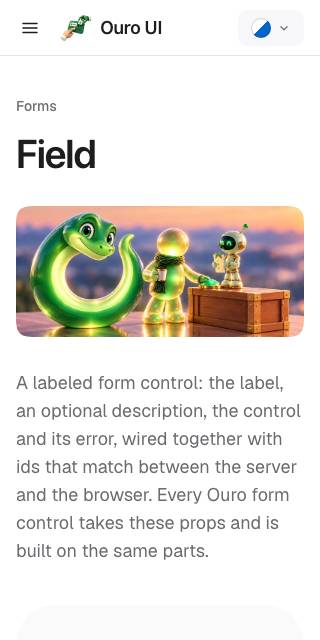 Ouro UI
Forms
Field
A labeled form control: the label,
an optional description, the control
and its error, wired together with
ids that match between the server
and the browser. Every Ouro form
control takes these props and is
built on the same parts.